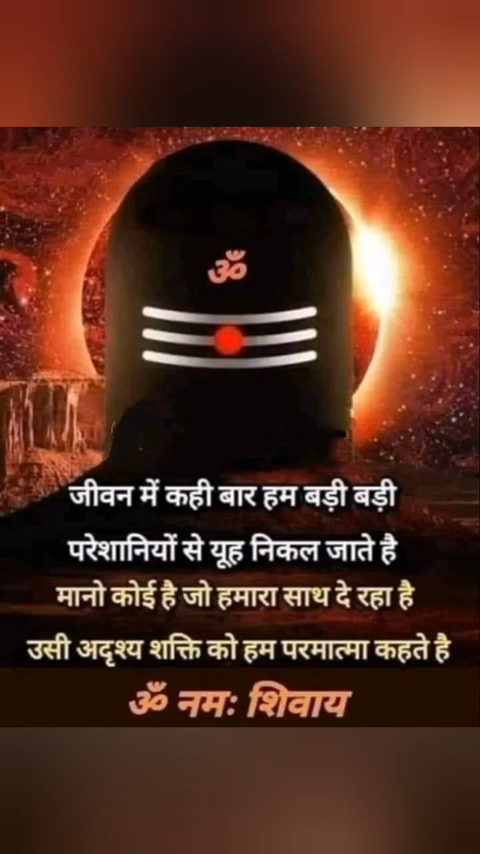 ॐ
जीवन में कही बार हम बड़ी बड़ी
परेशानियों से यूह निकल जाते है
मानो कोई है जो हमारा साथ दे रहा है
उसी अदृश्य शक्ति को हम परमात्मा कहते है
ॐ नमः शिवाय